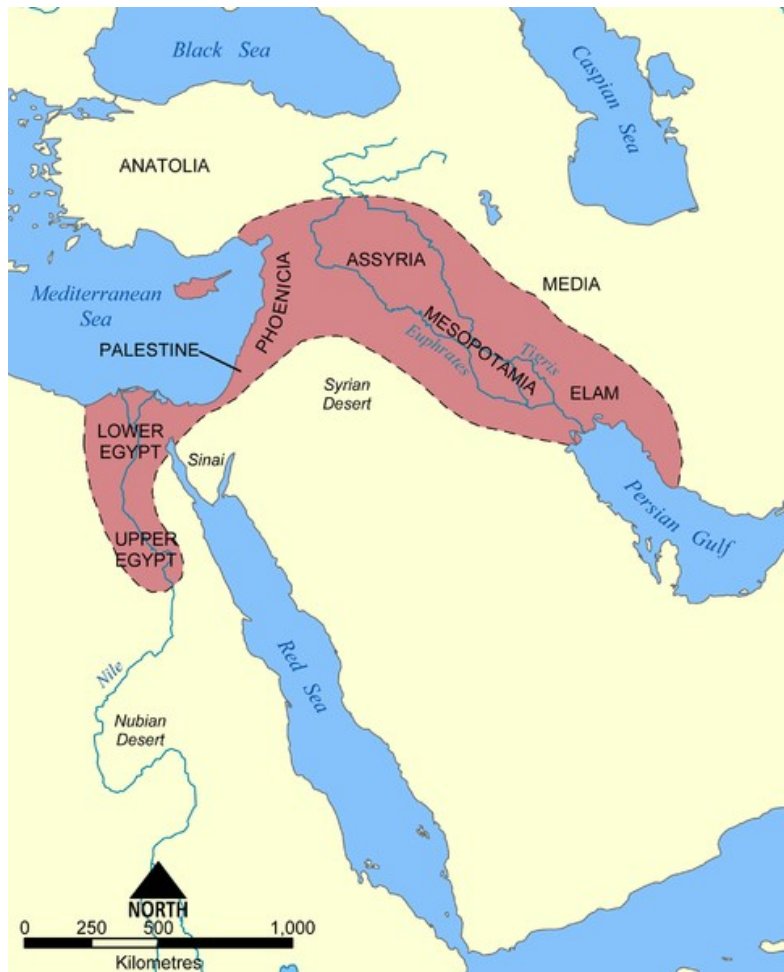 Black Sea
Caspian Sea
ANATOLIA
ASSYRIA
PHOENICIA
MEDIA
Mediterranean
Sea
MESOPOTAMIA
Tigris
Euphrates
PALESTINE
ELAM
Syrian
Desert
LOWER
EGYPT
Sinai
Persian Gulf
UPPER
EGYPT
Red Sea
Nile
Nubian
Desert
NORTH
0 250 500 1,000
Kilometres